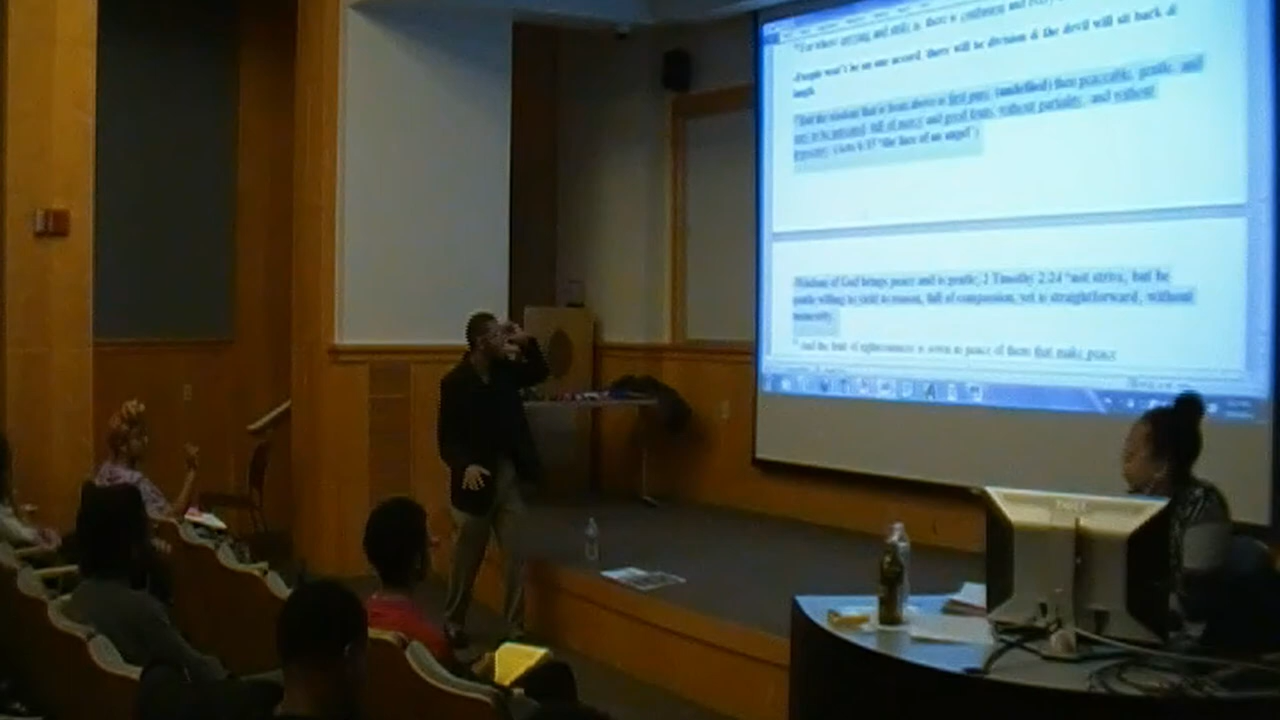 For where envying and strife is, there is confusion and every
-People won't be on one accord, there will be division & the devil will sit back &
laugh
But the wisdom that is from above is first pure (undefiled) then peaceable, gentle, and
easy to be intreated, full of mercy and good fruits, without partiality, and without
hypocrisy. (Acts 6:15 "the face of an angel")
-Wisdom of God brings peace and is gentle, 2 Timothy 2:24 "not strive, but be
gentle willing to yield to reason, full of compassion, yet is straightforward, without
And the fruit of righteousness is sown in peace of them that make peace